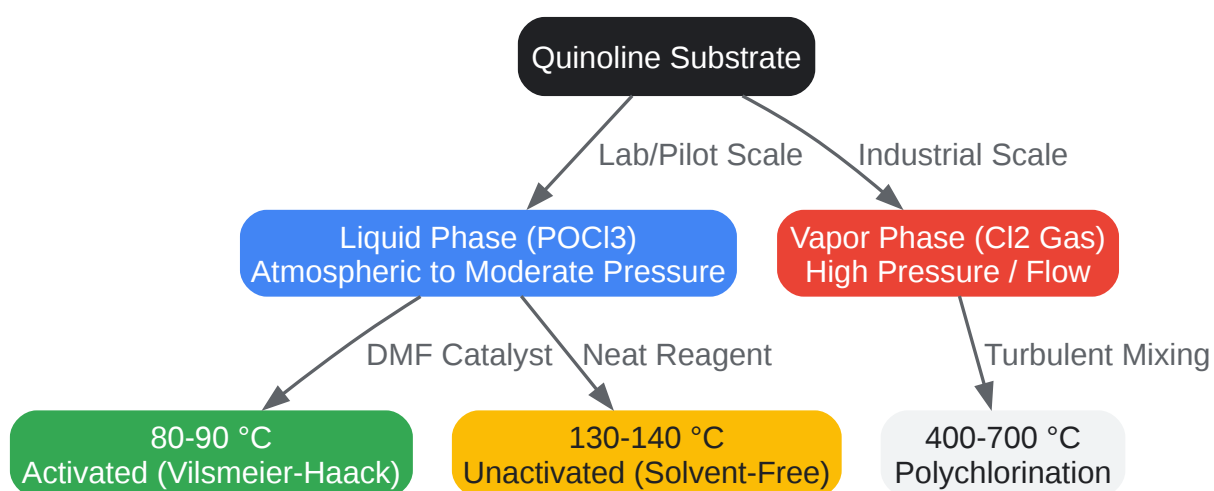 Quinoline Substrate
Lab/Pilot Scale
Industrial Scale
Liquid Phase (POCl3)
Atmospheric to Moderate Pressure
Vapor Phase (Cl2 Gas)
High Pressure / Flow
DMF Catalyst
Neat Reagent
Turbulent Mixing
80-90 °C
Activated (Vilsmeier-Haack)
130-140 °C
Unactivated (Solvent-Free)
400-700 °C
Polychlorination